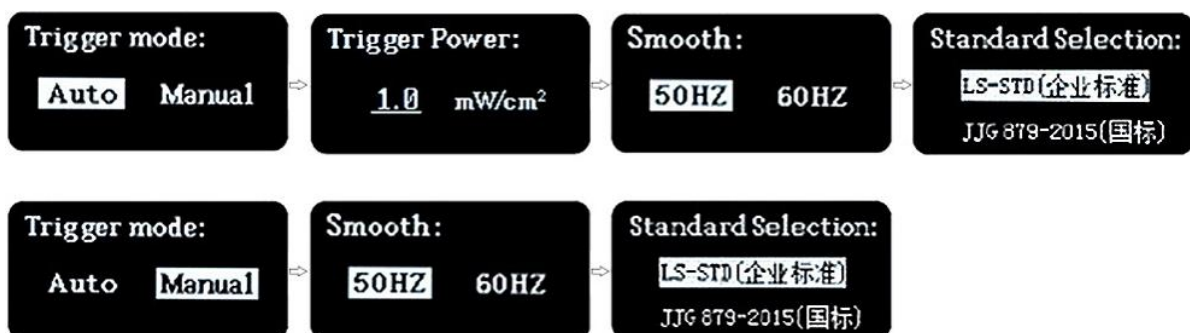 Trigger mode:
Auto Manual
Trigger Power:
1.0 mW/cm²
Smooth:
50HZ 60HZ
Standard Selection:
LS-STD(企业标准)
JJG 879-2015(国标)
Trigger mode:
Auto Manual
Smooth:
50HZ 60HZ
Standard Selection:
LS-STD(企业标准)
JJG 879-2015(国标)